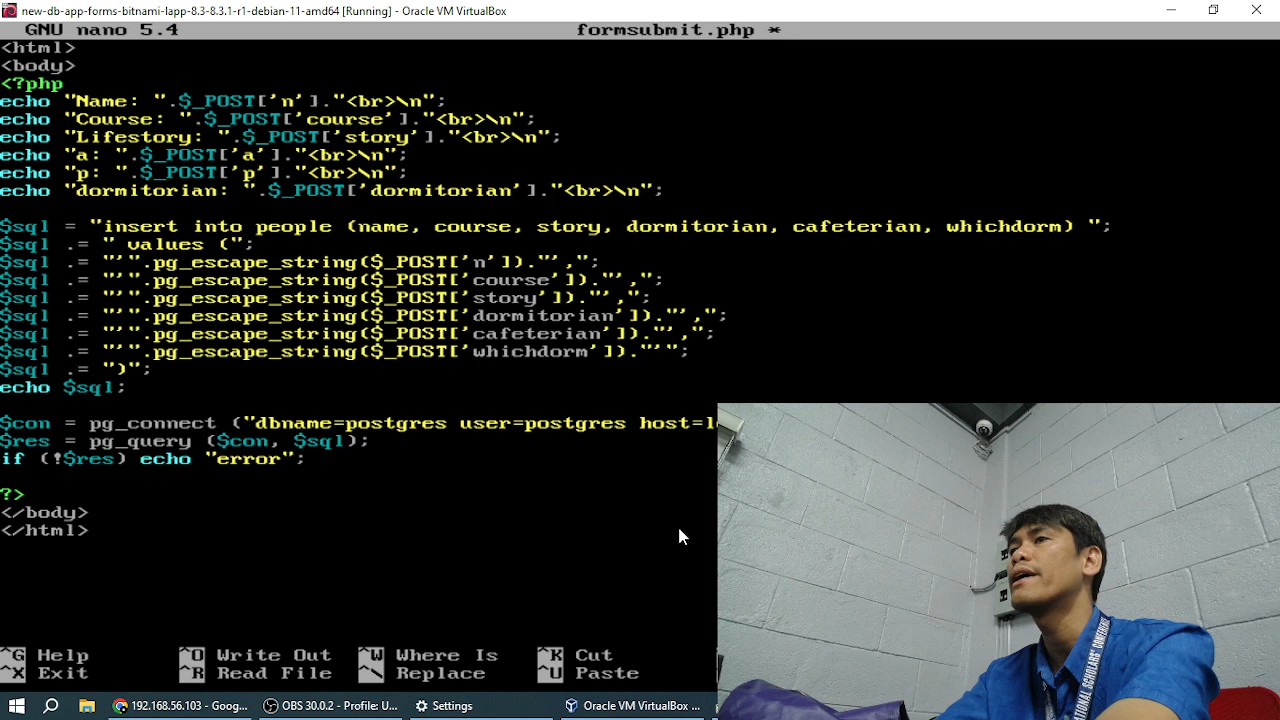 new-db-app-forms-bitnami-lapp-8.3-8.3.1-r1-debian-11-amd64 [Running] - Oracle VM VirtualBox
GNU nano 5.4 formsubmit.php *
<html>
<body>
<?php
echo "Name: ".$_POST['n']."<br>\n";
echo "Course: ".$_POST['course']."<br>\n";
echo "Lifestory: ".$_POST['story']."<br>\n";
echo "a: ".$_POST['a']."<br>\n";
echo "p: ".$_POST['p']."<br>\n";
echo "dormitorian: ".$_POST['dormitorian']."<br>\n";
$sql = "insert into people (name, course, story, dormitorian, cafeterian, whichdorm) ";
$sql .= " values (";
$sql .= "'".pg_escape_string($_POST['n'])."',";
$sql .= "'".pg_escape_string($_POST['course'])."',";
$sql .= "'".pg_escape_string($_POST['story'])."',";
$sql .= "'".pg_escape_string($_POST['dormitorian'])."',";
$sql .= "'".pg_escape_string($_POST['cafeterian'])."',";
$sql .= "'".pg_escape_string($_POST['whichdorm'])."'";
$sql .= ")";
echo $sql;
$con = pg_connect ("dbname=postgres user=postgres host=l
$res = pg_query ($con, $sql);
if (!$res) echo "error";
?>
</body>
</html>
^G Help ^O Write Out ^W Where Is ^K Cut
^X Exit ^R Read File ^\ Replace ^U Paste
192.168.56.103 - Goog... OBS 30.0.2 - Profile: U... Settings Oracle VM VirtualBox ...